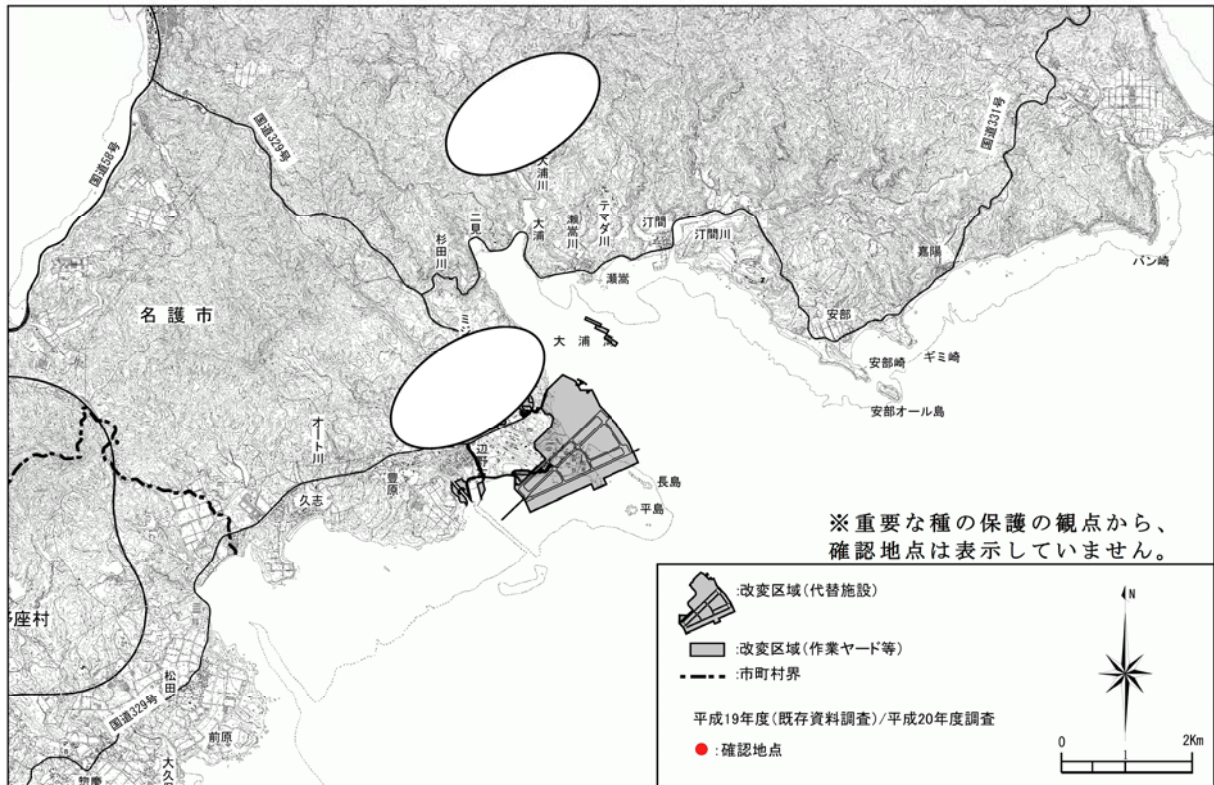 国道58号
国道329号
国道331号
大浦川
大浦
瀬嵩川
テマダ川
汀間
汀間川
二見
杉田川
瀬嵩
嘉陽
バン崎
名護市
大浦
安部
安部崎
ギミ崎
安部オール島
オート川
豊原
久志
長島
平島
松田
国道329号
前原
※重要な種の保護の観点から、
確認地点は表示していません。
:改変区域(代替施設)
:改変区域(作業ヤード等)
:市町村界
平成19年度(既存資料調査)/平成20年度調査
:確認地点
N
0 1 2Km